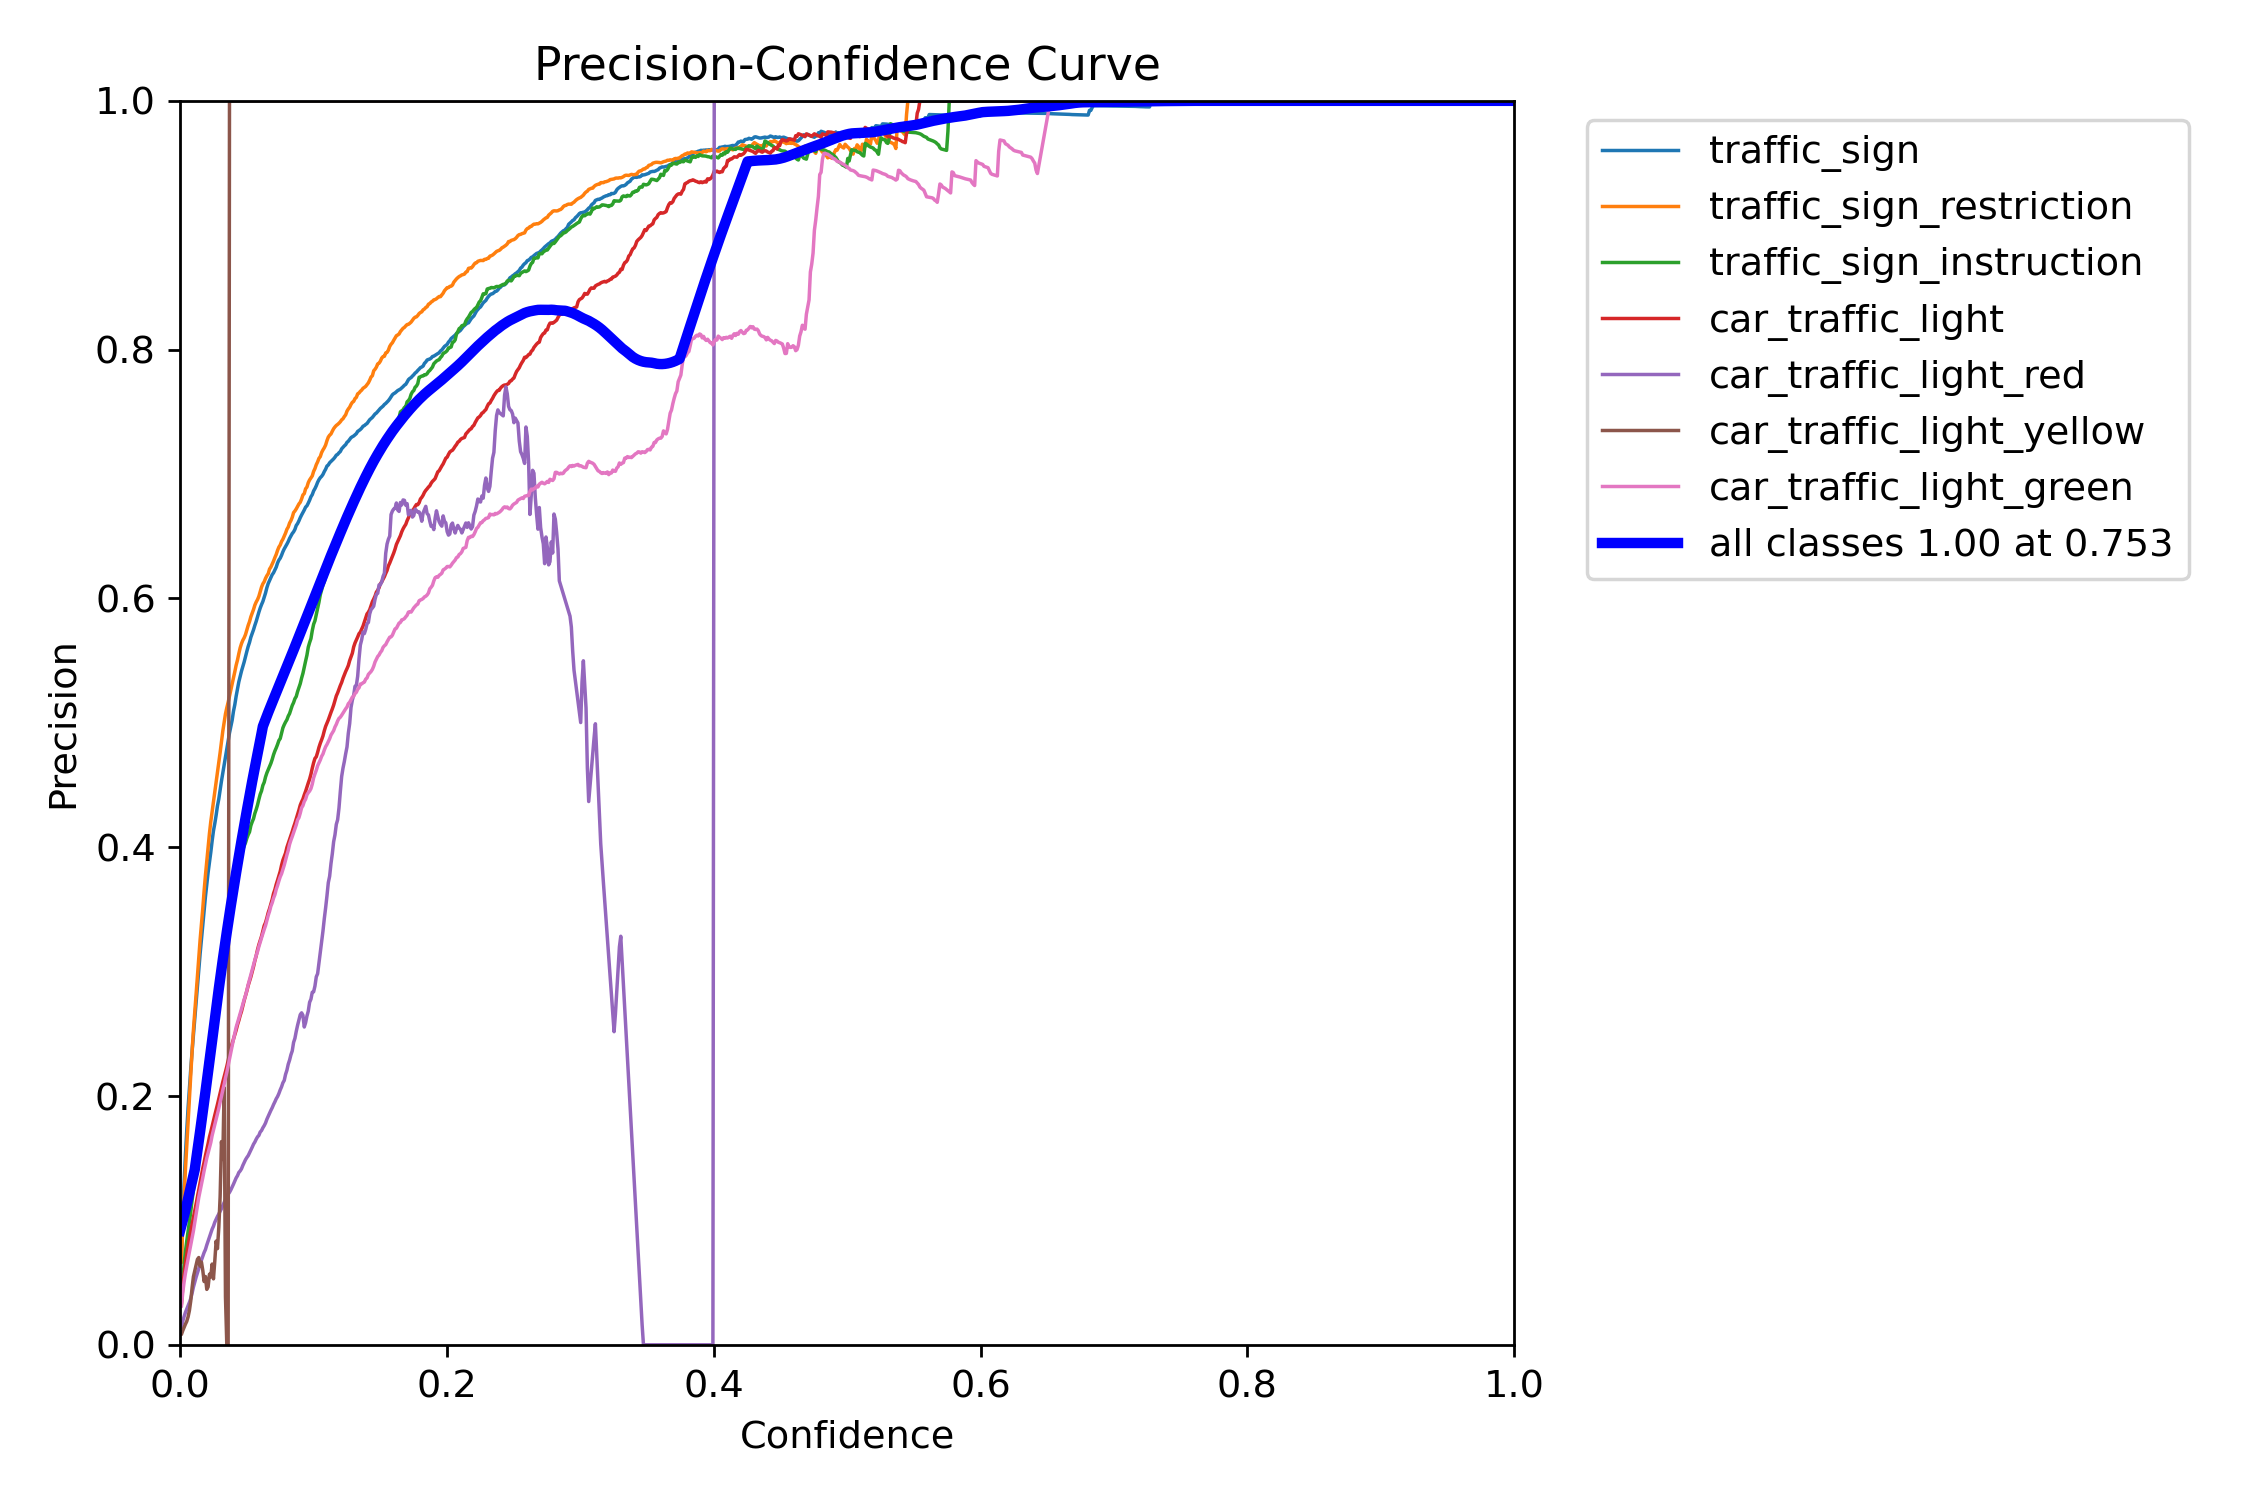 Precision-Confidence Curve
1.0
0.8
0.6
0.4
0.2
0.0
Precision
0.0 0.2 0.4 0.6 0.8 1.0
Confidence
traffic_sign
traffic_sign_restriction
traffic_sign_instruction
car_traffic_light
car_traffic_light_red
car_traffic_light_yellow
car_traffic_light_green
all classes 1.00 at 0.753